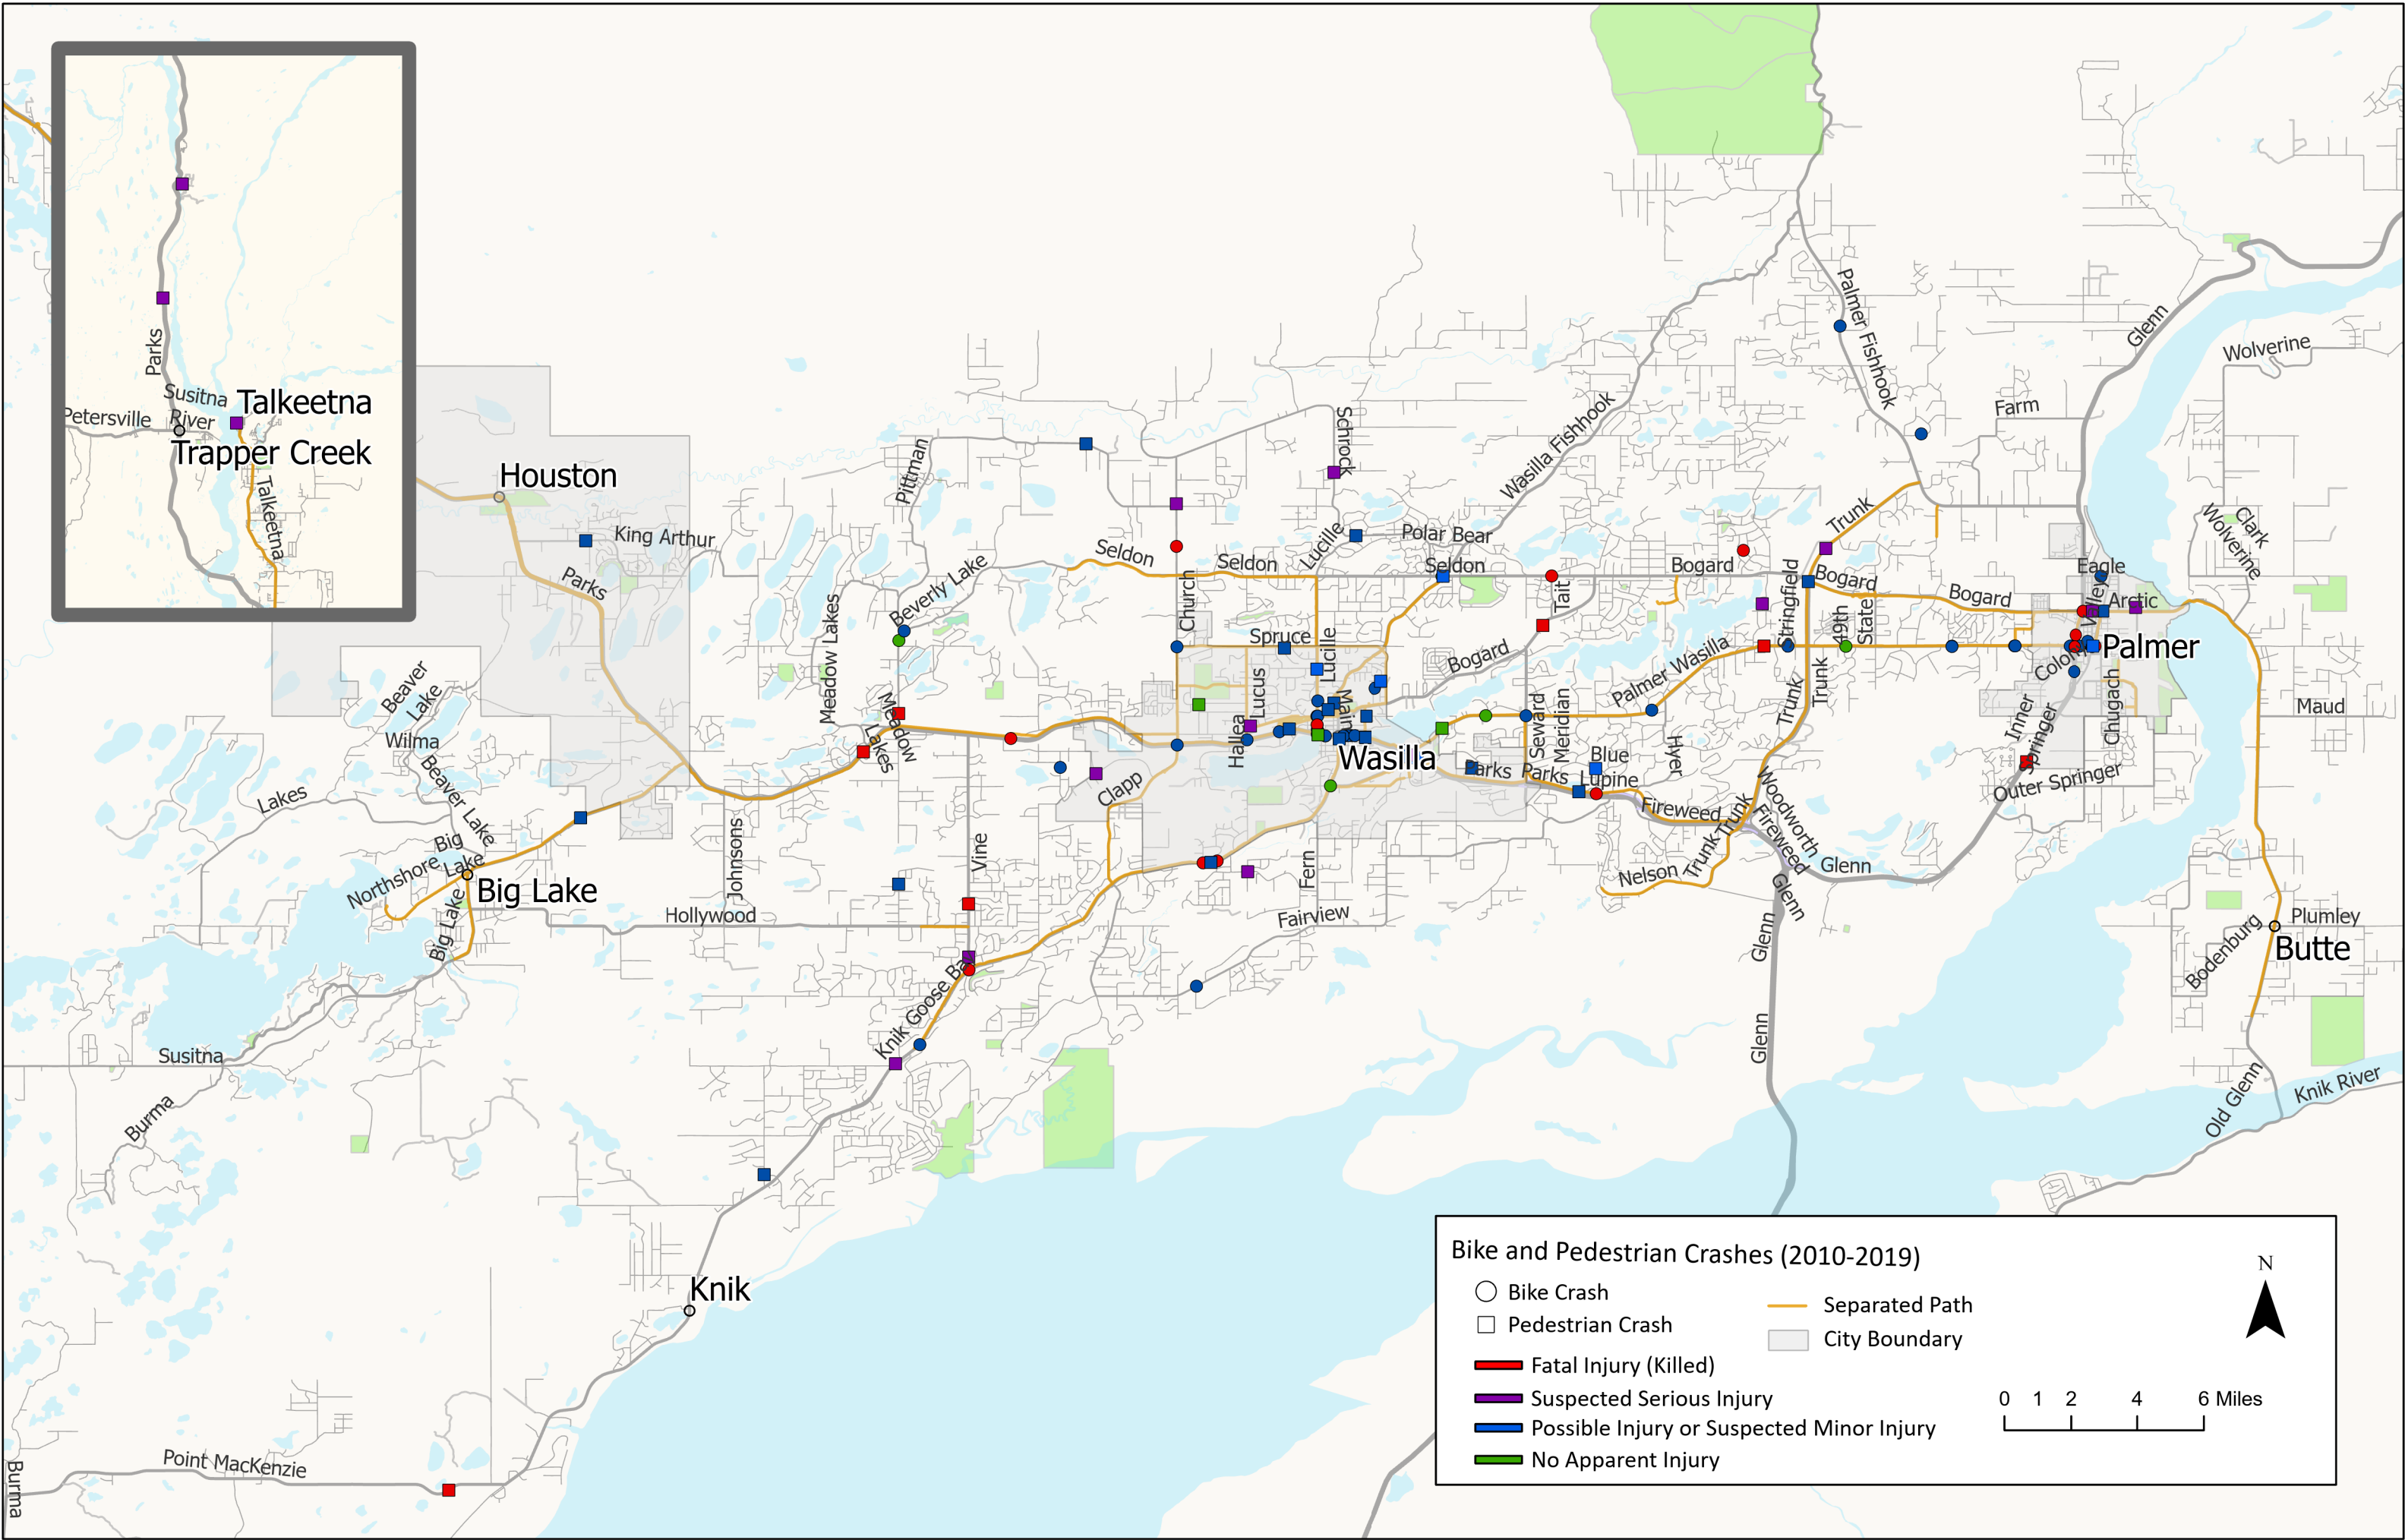 Parks
Susitna
River
Petersville
Talkeetna
Trapper Creek
Talkeetna
Houston
King Arthur
Parks
Pittman
Schrock
Wasilla Fishhook
Palmer Fishhook
Farm
Glenn
Wolverine
Clark
Wolverine
Seldon
Seldon
Lucille
Polar Bear
Seldon
Bogard
Trunk
Bogard
Bogard
Eagle
Arctic
Valley
Beverly Lake
Church
Tait
Stringfield
49th
State
Meadow Lakes
Spruce
Lucille
Bogard
Palmer Wasilla
Palmer
Colony
Beaver
Lake
Wilma
Beaver Lake
Meadow
Lakes
Lucus
Hallea
Main
Seward
Meridian
Hyer
Trunk
Trunk
Inner
Springer
Chugach
Maud
Wasilla
Parks
Parks
Blue
Lupine
Outer Springer
Lakes
Clapp
Fireweed
Trunk
Trunk
Woodworth
Fireweed
Glenn
Big
Lake
Northshore
Big Lake
Johnsons
Vine
Fern
Nelson
Glenn
Glenn
Big Lake
Hollywood
Fairview
Plumley
Butte
Bodenburg
Knik Goose Bay
Glenn
Susitna
Burma
Old Glenn
Knik River
Knik
Point MacKenzie
Burma
Bike and Pedestrian Crashes (2010-2019)
Bike Crash
Pedestrian Crash
Fatal Injury (Killed)
Suspected Serious Injury
Possible Injury or Suspected Minor Injury
No Apparent Injury
Separated Path
City Boundary
N
0 1 2 4 6 Miles